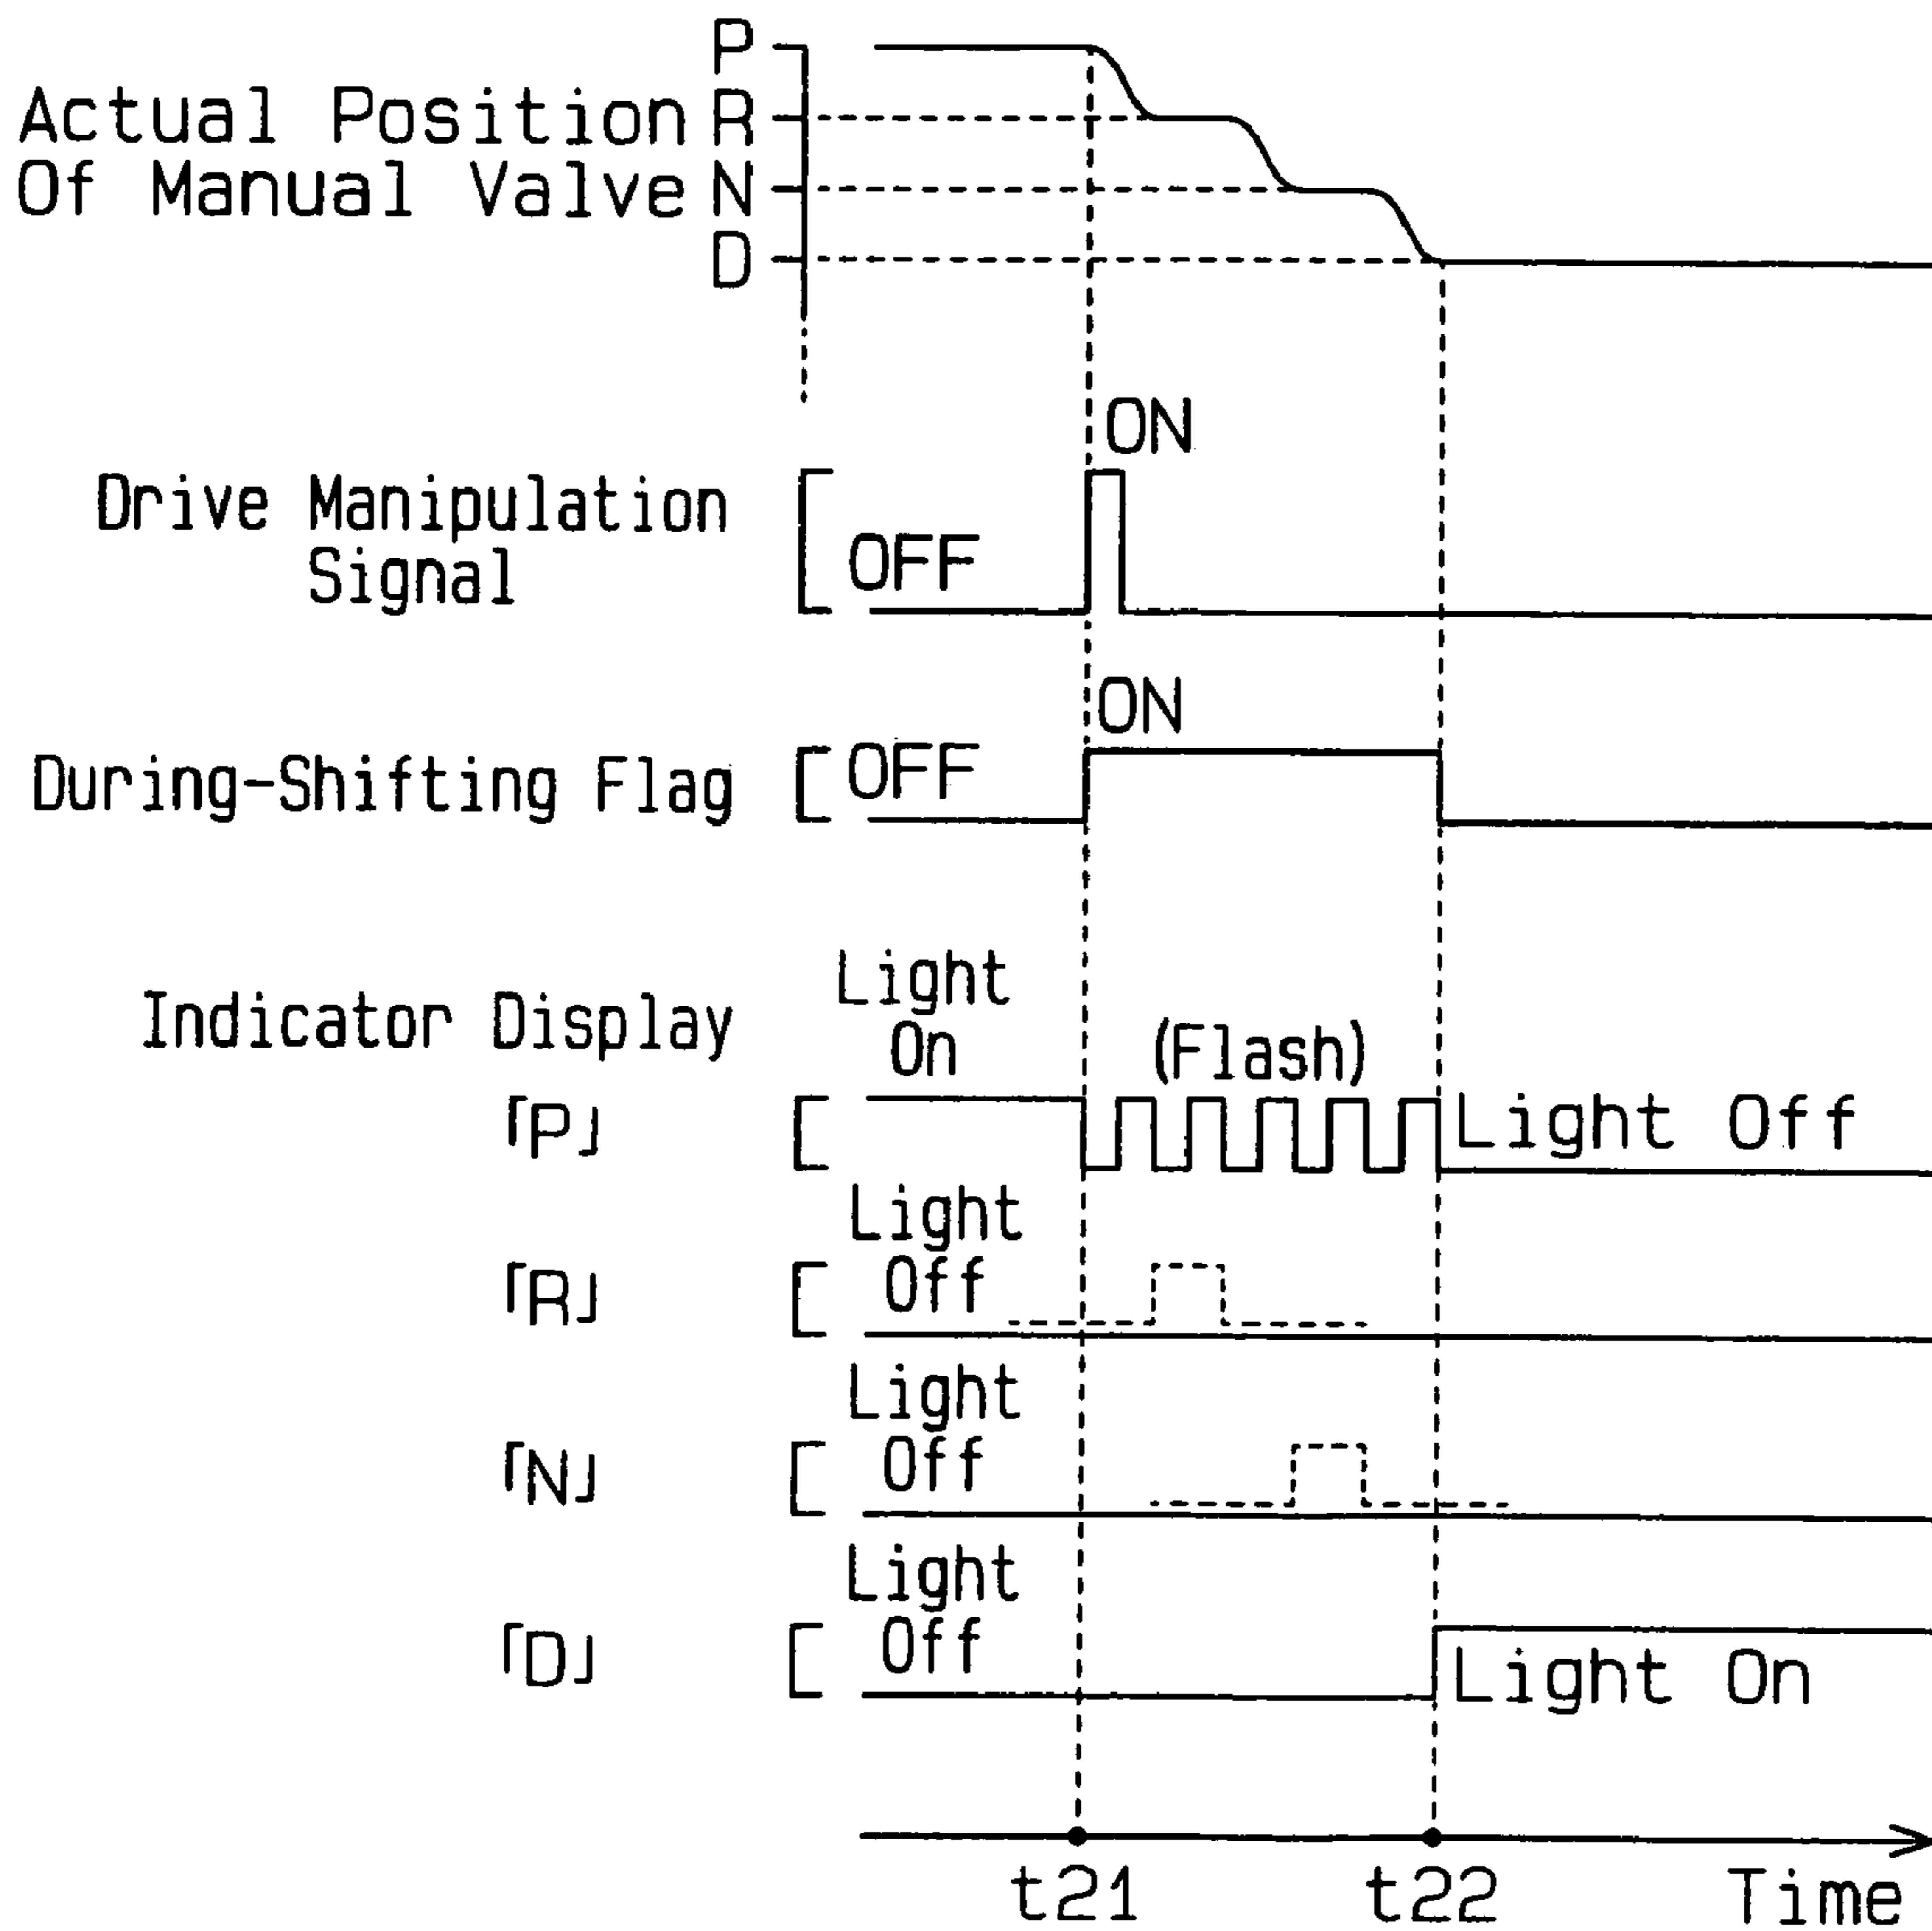 P
Actual Position R
Of Manual Valve N
D
ON
Drive Manipulation
Signal
OFF
ON
During-Shifting Flag
OFF
Light
On
Indicator Display
(Flash)
「P」
Light Off
Light
Off
「R」
Light
Off
「N」
Light
Off
「D」
Light On
t21
t22
Time